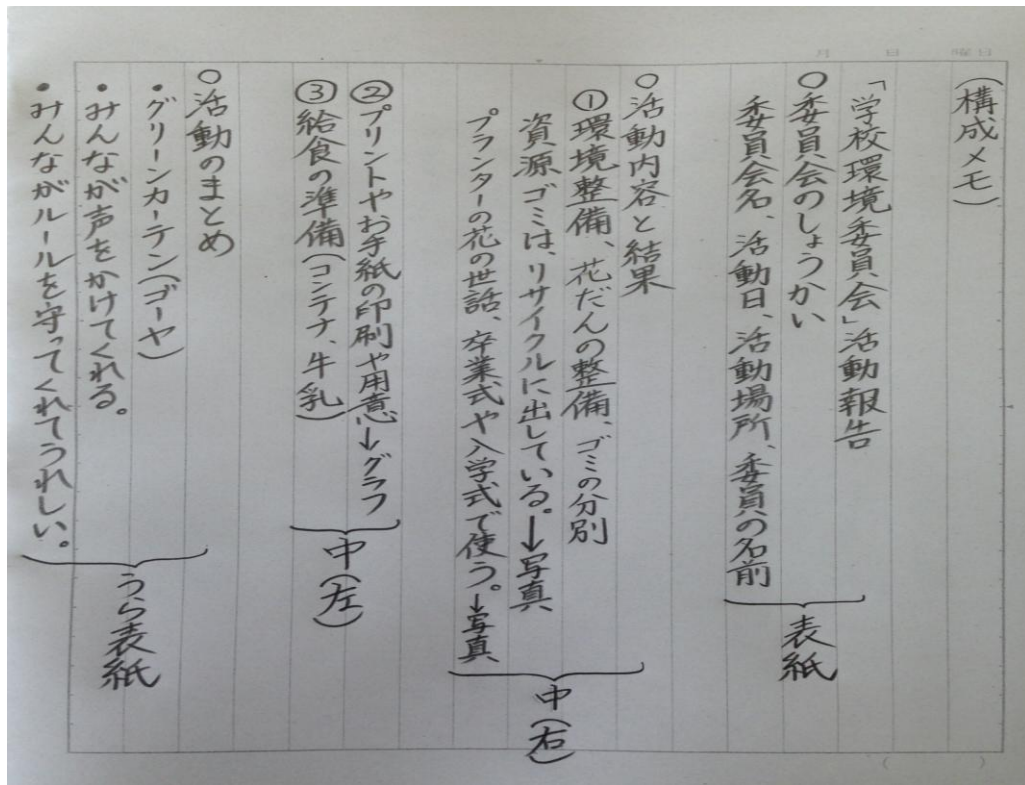 月 日 曜日
(構成メモ)
「学校環境委員会」活動報告
○委員会のしょうかい
委員会名、活動日、活動場所、委員の名前
表紙
○活動内容と結果
①環境整備、花だんの整備、ゴミの分別
資源ゴミは、リサイクルに出している。→写真
プランターの花の世話、卒業式や入学式で使う。→写真
中(右)
②プリントやお手紙の印刷や用意→グラフ
③給食の準備(コンテナ、牛乳)
中(左)
○活動のまとめ
・グリーンカーテン(ゴーヤ)
・みんなが声をかけてくれる。
・みんながルールを守ってくれてうれしい。
うら表紙
( )